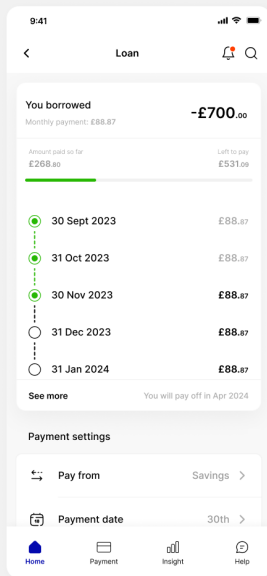 9:41
Loan
You borrowed
-£700.00
Monthly payment: £88.87
Amount paid so far
Left to pay
£268.80
£531.09
30 Sept 2023 £88.87
31 Oct 2023 £88.87
30 Nov 2023 £88.87
31 Dec 2023 £88.87
31 Jan 2024 £88.87
See more
You will pay off in Apr 2024
Payment settings
Pay from
Savings
Payment date
30th
Home
Payment
Insight
Help